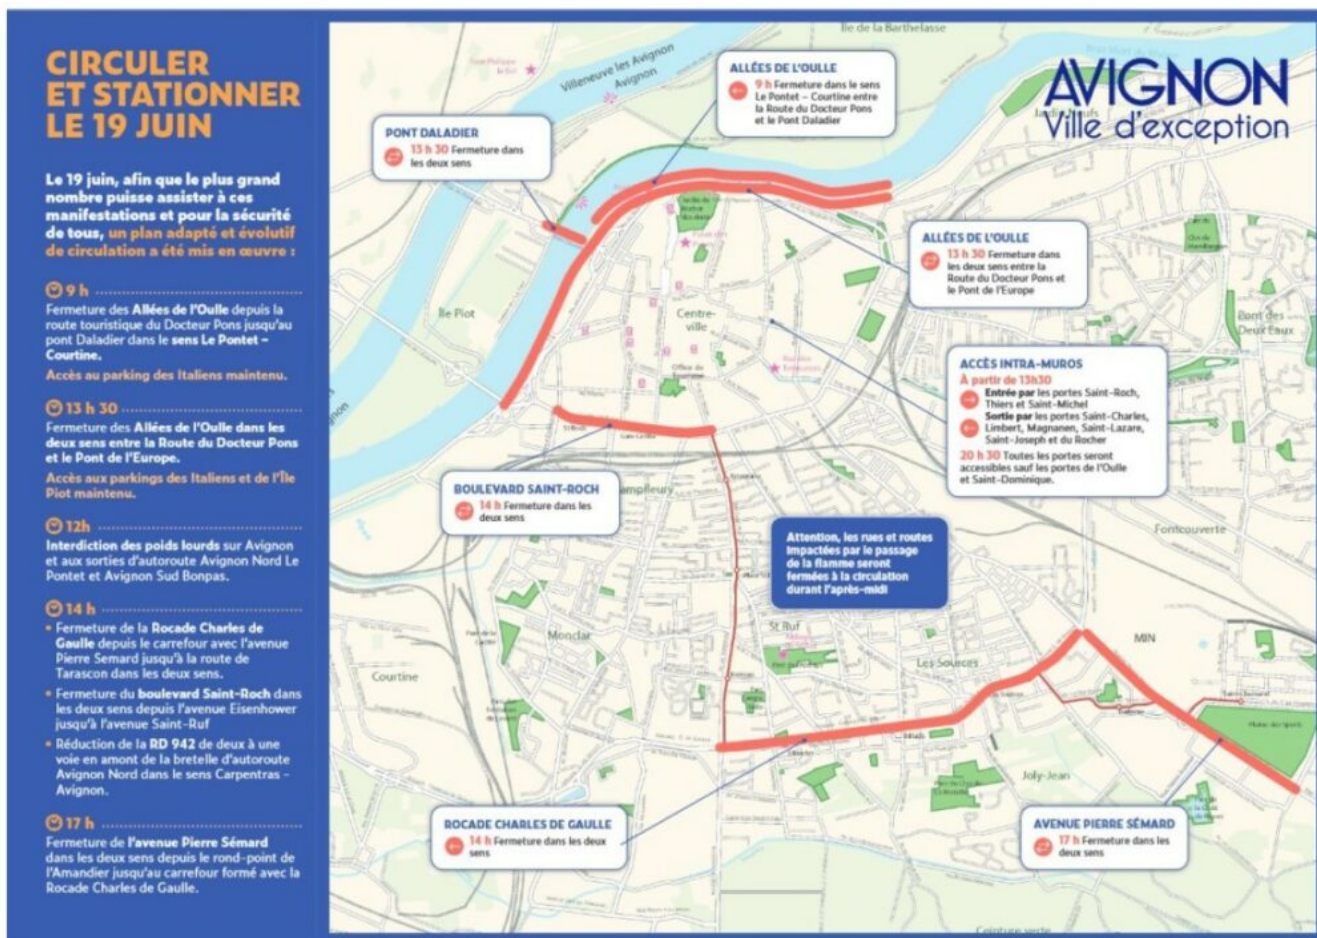 CIRCULER
ET STATIONNER
LE 19 JUIN
Le 19 juin, afin que le plus grand
nombre puisse assister à ces
manifestations et pour la sécurité
de tous, un plan adapté et évolutif
de circulation a été mis en œuvre :
9 h
Fermeture des Allées de l'Oulle depuis la
route touristique du Docteur Pons jusqu'au
pont Daladier dans le sens Le Pontet –
Courtine.
Accès au parking des Italiens maintenu.
13 h 30
Fermeture des Allées de l'Oulle dans les
deux sens entre la Route du Docteur Pons
et le Pont de l'Europe.
Accès aux parkings des Italiens et de l'Île
Piot maintenu.
12h
Interdiction des poids lourds sur Avignon
et aux sorties d'autoroute Avignon Nord Le
Pontet et Avignon Sud Bonpas.
14 h
• Fermeture de la Rocade Charles de
Gaulle depuis le carrefour avec l'avenue
Pierre Semard jusqu'à la route de
Tarascon dans les deux sens.
• Fermeture du boulevard Saint-Roch dans
les deux sens depuis l'avenue Eisenhower
jusqu'à l'avenue Saint-Ruf
• Réduction de la RD 942 de deux à une
voie en amont de la bretelle d'autoroute
Avignon Nord dans le sens Carpentras –
Avignon.
17 h
Fermeture de l'avenue Pierre Sémard
dans les deux sens depuis le rond-point de
l'Amandier jusqu'au carrefour formé avec la
Rocade Charles de Gaulle.
AVIGNON
Ville d'exception
Île de la Barthelasse
Villeneuve les Avignon
Avignon
ALLÉES DE L'OULLE
9 h Fermeture dans le sens
Le Pontet – Courtine entre
la Route du Docteur Pons
et le Pont Daladier
PONT DALADIER
13 h 30 Fermeture dans
les deux sens
ALLÉES DE L'OULLE
13 h 30 Fermeture dans
les deux sens entre la
Route du Docteur Pons et
le Pont de l'Europe
Île Piot
Centre-
ville
Office de
Pont des
Deux Eaux
ACCÈS INTRA-MUROS
À partir de 13h30
Entrée par les portes Saint-Roch,
Thiers et Saint-Michel
Sortie par les portes Saint-Charles,
Limbert, Magnanen, Saint-Lazare,
Saint-Joseph et du Rocher
20 h 30 Toutes les portes seront
accessibles sauf les portes de l'Oulle
et Saint-Dominique.
BOULEVARD SAINT-ROCH
14 h Fermeture dans les
deux sens
Attention, les rues et routes
impactées par le passage
de la flamme seront
fermées à la circulation
durant l'après-midi
Fontcouverte
Monclar
St Ruf
MIN
Les Sources
Courtine
Joly-Jean
ROCADE CHARLES DE GAULLE
14 h Fermeture dans les deux
sens
AVENUE PIERRE SÉMARD
17 h Fermeture dans les
deux sens
Ceinture verte